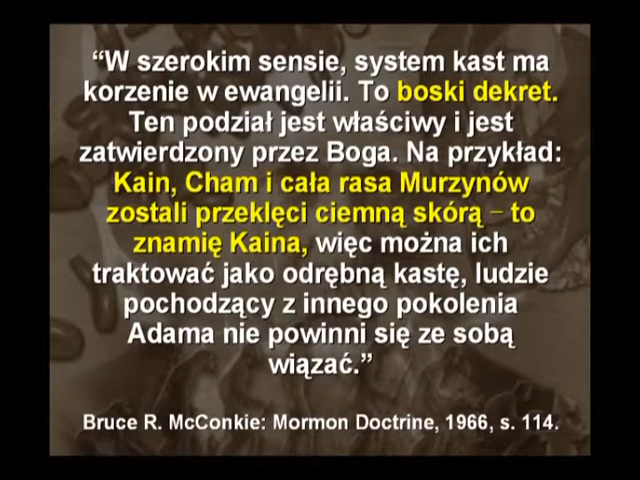 “W szerokim sensie, system kast ma
korzenie w ewangelii. To boski dekret.
Ten podział jest właściwy i jest
zatwierdzony przez Boga. Na przykład:
Kain, Cham i cała rasa Murzynów
zostali przeklęci ciemną skórą – to
znamię Kaina, więc można ich
traktować jako odrębną kastę, ludzie
pochodzący z innego pokolenia
Adama nie powinni się ze sobą
wiązać.”
Bruce R. McConkie: Mormon Doctrine, 1966, s. 114.